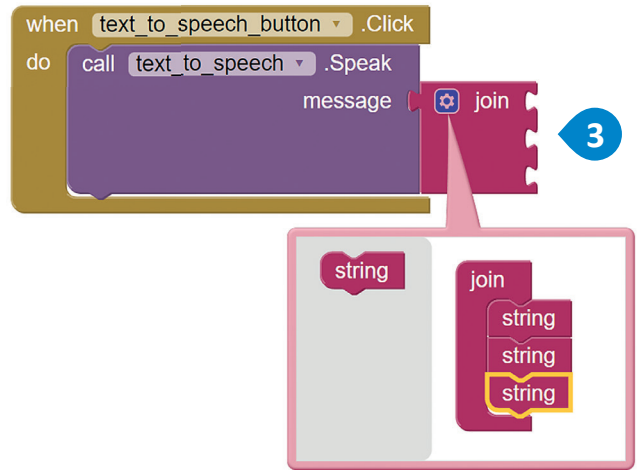 when text_to_speech_button .Click
do call text_to_speech .Speak
message join
3
string
join
string
string
string